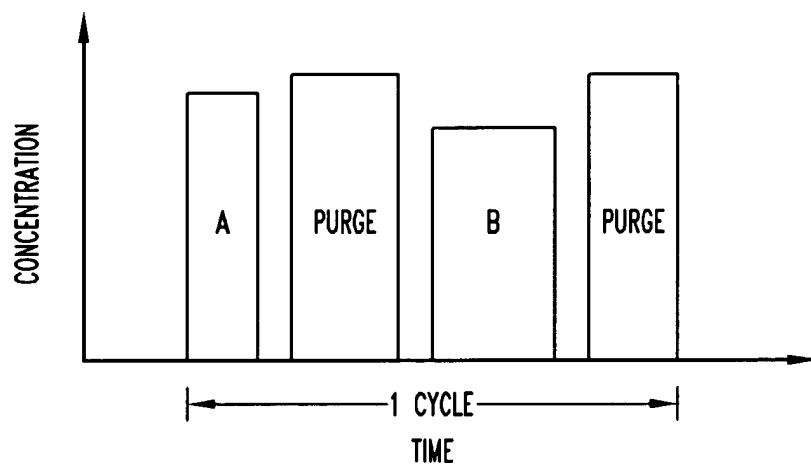 CONCENTRATION
A
PURGE
B
PURGE
1 CYCLE
TIME